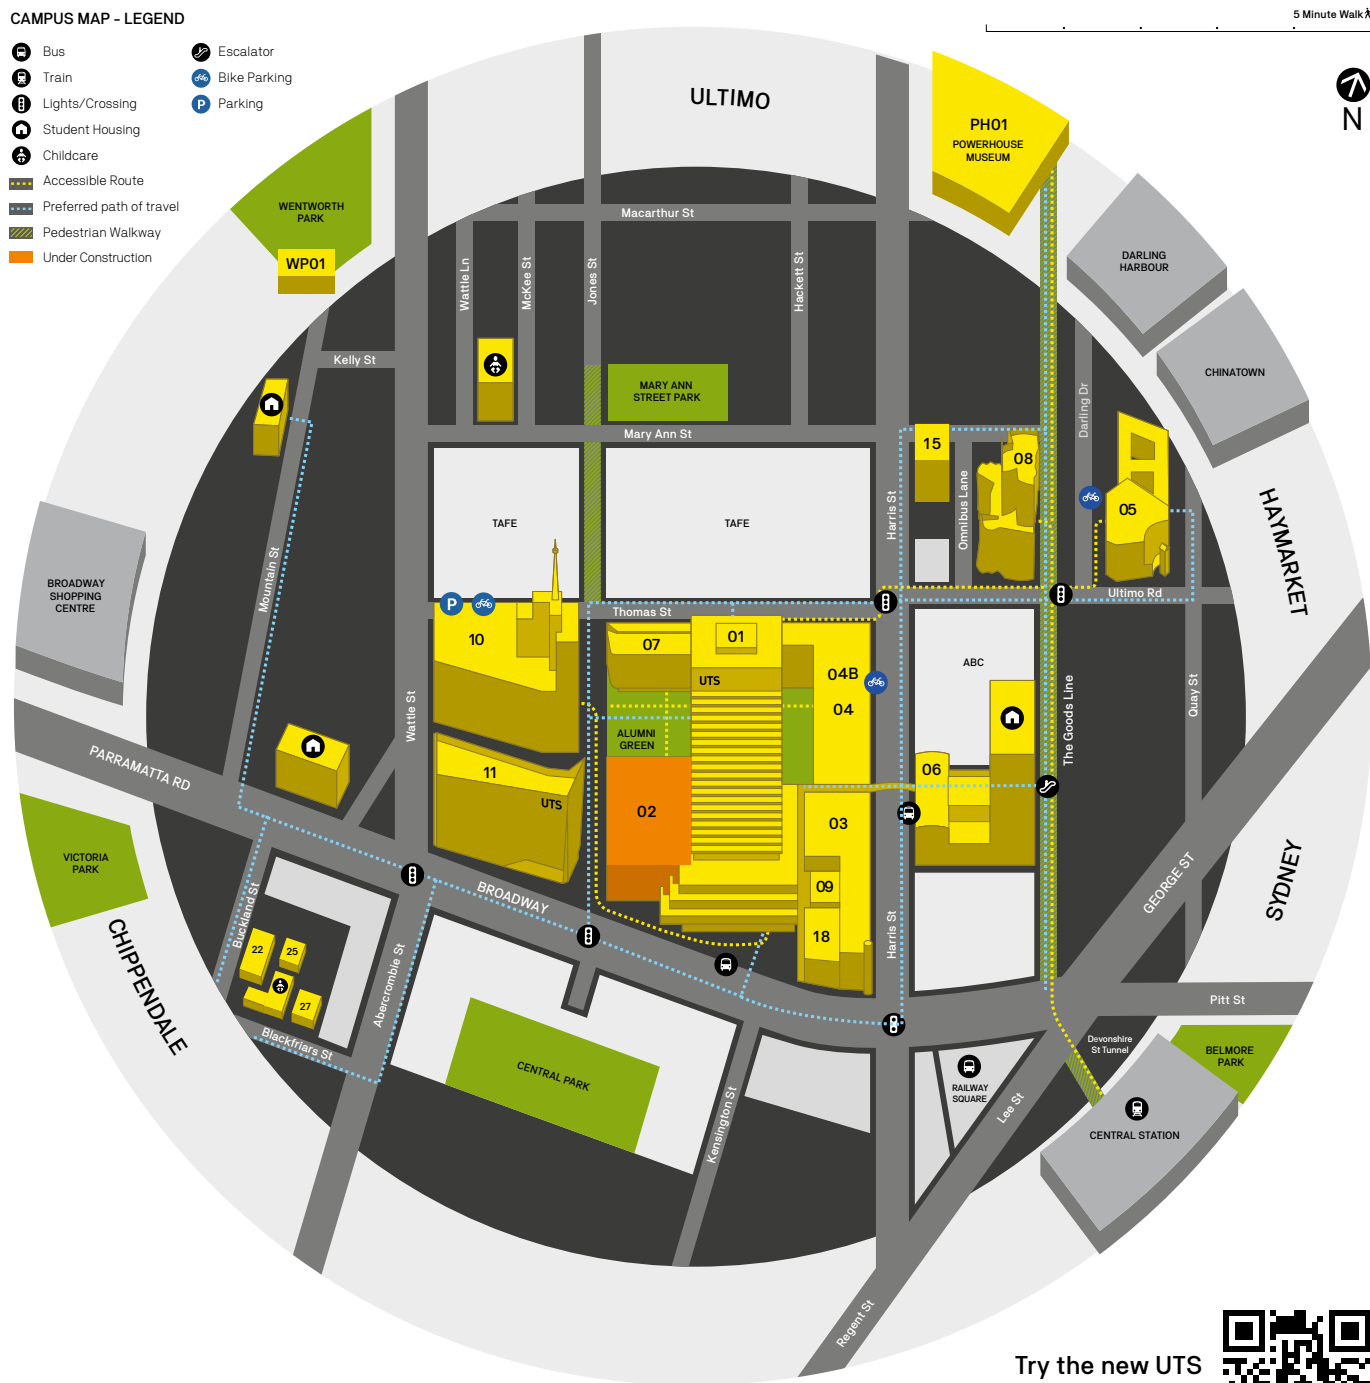 CAMPUS MAP - LEGEND
Bus
Train
Lights/Crossing
Student Housing
Childcare
Accessible Route
Preferred path of travel
Pedestrian Walkway
Under Construction
Escalator
Bike Parking
P
Parking
5 Minute Walk
N
ULTIMO
PH01
POWERHOUSE
MUSEUM
WENTWORTH
PARK
WP01
Macarthur St
DARLING
HARBOUR
Wattle Ln
McKee St
Jones St
Hackett St
Kelly St
CHINATOWN
MARY ANN
STREET PARK
Darling Dr
Mary Ann St
15
08
05
TAFE
TAFE
Harris St
Omnibus Lane
HAYMARKET
BROADWAY
SHOPPING
CENTRE
Mountain St
P
Thomas St
Ultimo Rd
10
07
01
UTS
04B
04
ABC
Wattle St
The Goods Line
Quay St
ALUMNI
GREEN
PARRAMATTA RD
11
UTS
02
03
06
09
18
VICTORIA
PARK
BROADWAY
GEORGE ST
SYDNEY
CHIPPENDALE
Buckland St
22
25
27
Abercrombie St
Harris St
Blackfriars St
Pitt St
CENTRAL PARK
Devonshire
St Tunnel
BELMORE
PARK
RAILWAY
SQUARE
Lee St
Kensington St
CENTRAL STATION
Regent St
Try the new UTS